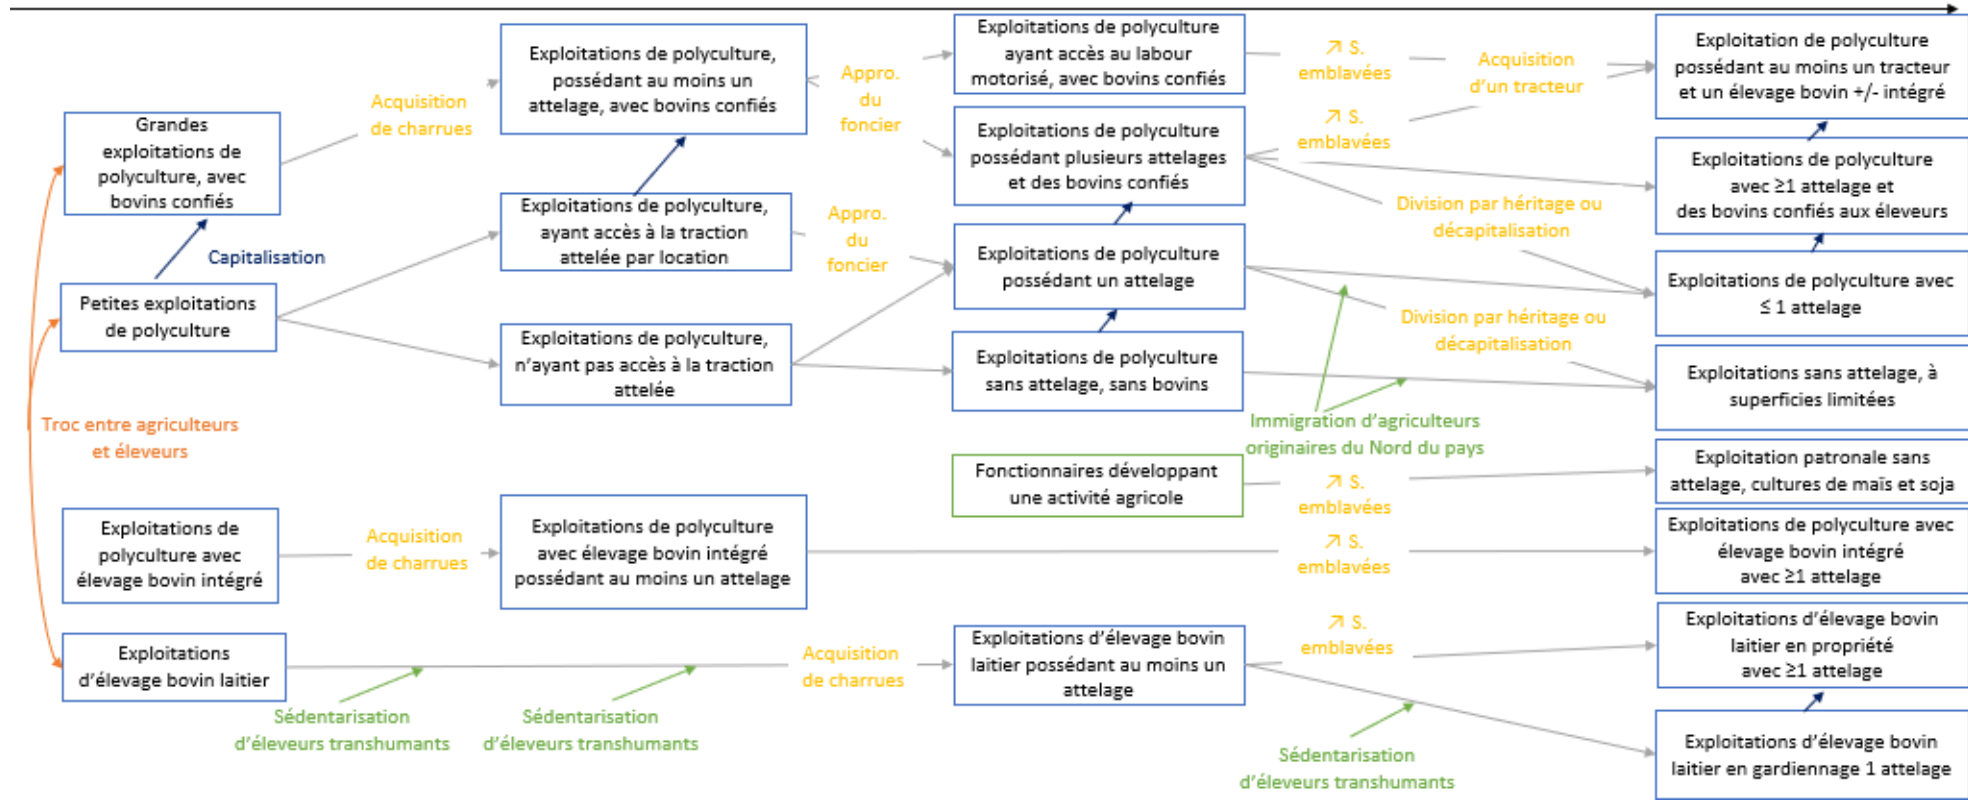 Grandes
exploitations de
polyculture, avec
bovins confiés
Capitalisation
Petites exploitations
de polyculture
Troc entre agriculteurs
et éleveurs
Exploitations de
polyculture avec
élevage bovin intégré
Exploitations
d'élevage bovin laitier
Acquisition
de charrues
Acquisition
de charrues
Sédentarisation
d'éleveurs transhumants
Exploitations de polyculture,
possédant au moins un
attelage, avec bovins confiés
Exploitations de polyculture,
ayant accès à la traction
attelée par location
Exploitations de polyculture,
n'ayant pas accès à la traction
attelée
Exploitations de polyculture
avec élevage bovin intégré
possédant au moins un attelage
Sédentarisation
d'éleveurs transhumants
Appro.
du
foncier
Appro.
du
foncier
Acquisition
de charrues
Exploitations de polyculture
ayant accès au labour
motorisé, avec bovins confiés
Exploitations de polyculture
possédant plusieurs attelages
et des bovins confiés
Exploitations de polyculture
possédant un attelage
Exploitations de polyculture
sans attelage, sans bovins
Fonctionnaires développant
une activité agricole
Exploitations d'élevage bovin
laitier possédant au moins un
attelage
↗ S.
emblavées
Acquisition
d'un tracteur
↗ S.
emblavées
Division par héritage ou
décapitalisation
Division par héritage ou
décapitalisation
Immigration d'agriculteurs
originaires du Nord du pays
↗ S.
emblavées
↗ S.
emblavées
↗ S.
emblavées
Sédentarisation
d'éleveurs transhumants
Exploitation de polyculture
possédant au moins un tracteur
et un élevage bovin +/- intégré
Exploitations de polyculture
avec ≥1 attelage et
des bovins confiés aux éleveurs
Exploitations de polyculture avec
≤ 1 attelage
Exploitations sans attelage, à
superficies limitées
Exploitation patronale sans
attelage, cultures de maïs et soja
Exploitations de polyculture avec
élevage bovin intégré
avec ≥1 attelage
Exploitations d'élevage bovin
laitier en propriété
avec ≥1 attelage
Exploitations d'élevage bovin
laitier en gardiennage 1 attelage